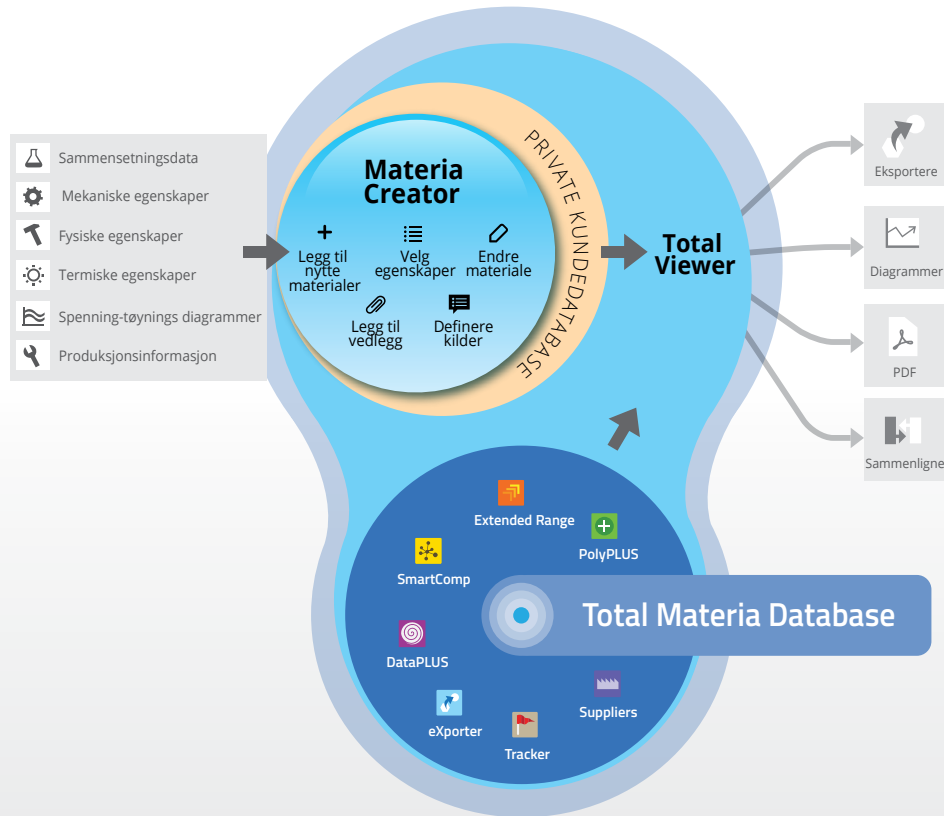 Sammensetningsdata
Mekaniske egenskaper
Fysiske egenskaper
Termiske egenskaper
Spenning-tøynings diagrammer
Produksjonsinformasjon
Materia
Creator
Legg til
nytte
materialer
Velg
egenskaper
Endre
materiale
Legg til
vedlegg
Definere
kilder
PRIVATE KUNDEDATABASE
Total
Viewer
Eksportere
Diagrammer
PDF
Sammenligne
Extended Range
PolyPLUS
SmartComp
Total Materia Database
DataPLUS
Suppliers
eXporter
Tracker